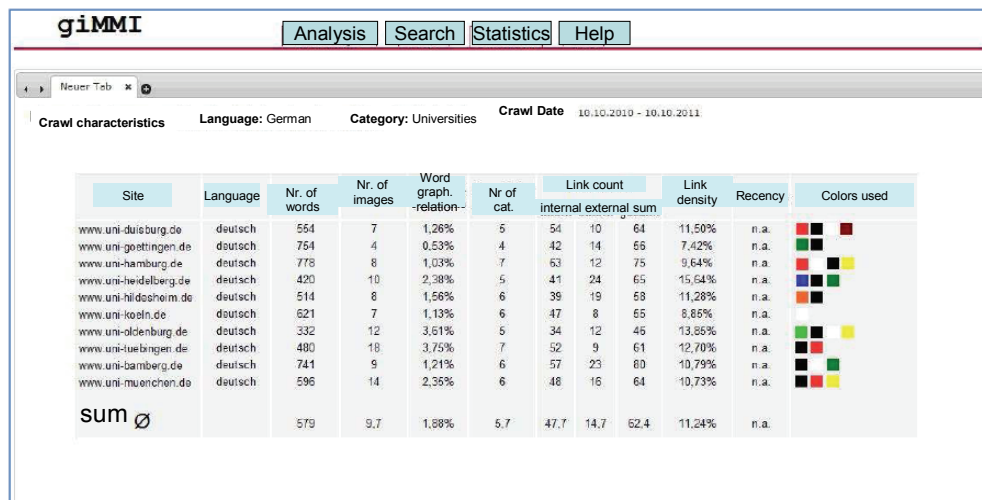 giMMI
Analysis Search Statistics Help
Neuer Tab
Crawl characteristics Language: German Category: Universities Crawl Date 10.10.2010 - 10.10.2011
Site Language Nr. of words Nr. of images Word graph. relation Nr of cat. Link count internal external sum Link density Recency Colors used
www.uni-duisburg.de deutsch 554 7 1,26% 5 54 10 64 11,50% n.a.
www.uni-goettingen.de deutsch 754 4 0,53% 4 42 14 56 7,42% n.a.
www.uni-hamburg.de deutsch 778 8 1,03% 7 63 12 75 9,64% n.a.
www.uni-heidelberg.de deutsch 420 10 2,38% 5 41 24 65 15,64% n.a.
www.uni-hildesheim.de deutsch 514 8 1,56% 6 39 19 58 11,28% n.a.
www.uni-koeln.de deutsch 621 7 1,13% 6 47 8 55 8,85% n.a.
www.uni-oldenburg.de deutsch 332 12 3,61% 5 34 12 46 13,85% n.a.
www.uni-tuebingen.de deutsch 480 18 3,75% 7 52 9 61 12,70% n.a.
www.uni-bamberg.de deutsch 741 9 1,21% 6 57 23 80 10,79% n.a.
www.uni-muenchen.de deutsch 596 14 2,35% 6 48 16 64 10,73% n.a.
sum Ø 579 9,7 1,88% 5,7 47,7 14,7 62,4 11,24% n.a.